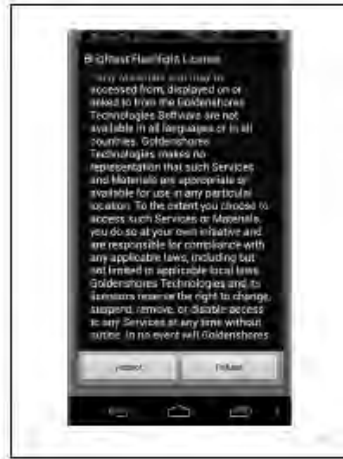 Brightest Flashlight License
any Materials that may be
accessed from, displayed on or
linked to from the Goldenshores
Technologies Software are not
available in all languages or in all
countries. Goldenshores
Technologies makes no
representation that such Services
and Materials are appropriate or
available for use in any particular
location. To the extent you choose to
access such Services or Materials,
you do so at your own initiative and
are responsible for compliance with
any applicable laws, including but
not limited to applicable local laws.
Goldenshores Technologies and its
licensors reserve the right to change,
suspend, remove, or disable access
to any Services at any time without
notice. In no event will Goldenshores
Accept Refuse